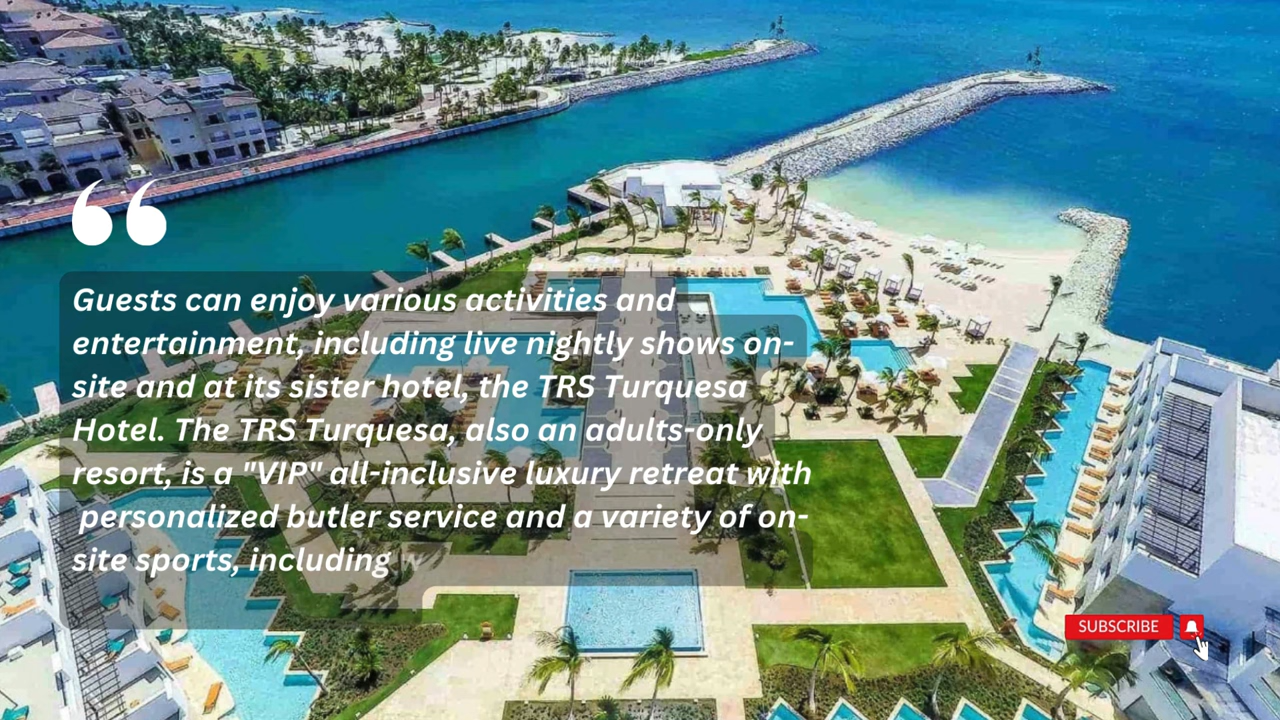 Guests can enjoy various activities and
entertainment, including live nightly shows on-
site and at its sister hotel, the TRS Turquesa
Hotel. The TRS Turquesa, also an adults-only
resort, is a "VIP" all-inclusive luxury retreat with
personalized butler service and a variety of on-
site sports, including w
SUBSCRIBE